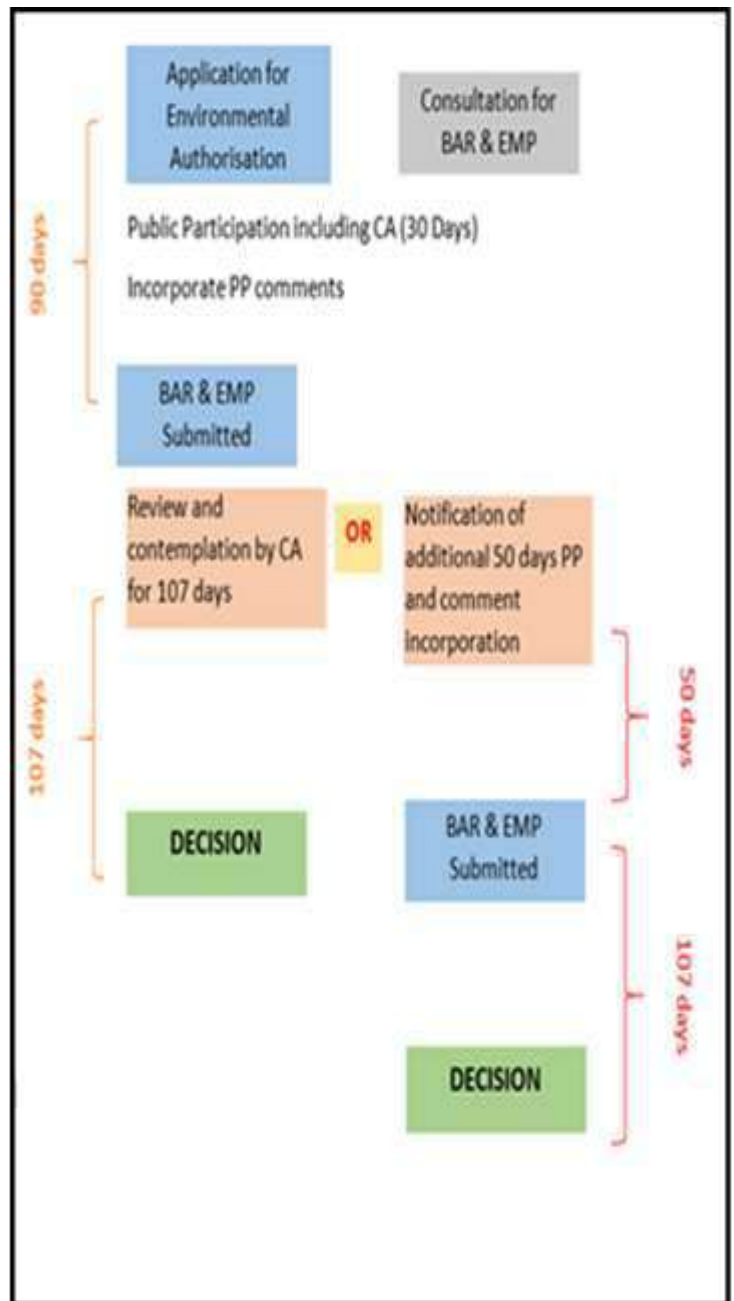 Application for
Environmental
Authorisation
Consultation for
BAR & EMP
90 days
Public Participation including CA (30 Days)
Incorporate PP comments
BAR & EMP
Submitted
Review and
contemplation by CA
for 107 days
OR
Notification of
additional 50 days PP
and comment
incorporation
107 days
50 days
DECISION
BAR & EMP
Submitted
107 days
DECISION